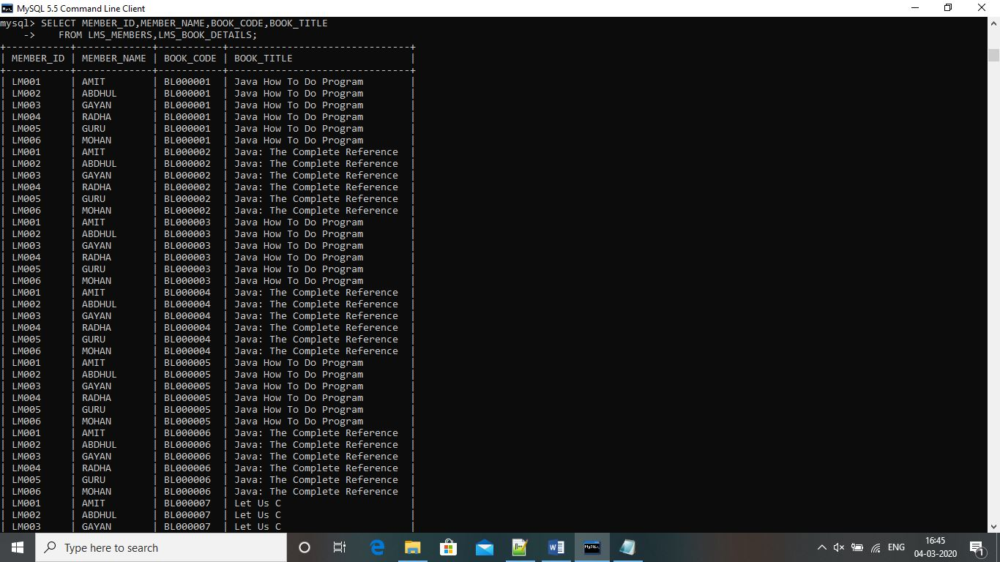 MySQL 5.5 Command Line Client
mysql> SELECT MEMBER_ID,MEMBER_NAME,BOOK_CODE,BOOK_TITLE
    ->    FROM LMS_MEMBERS,LMS_BOOK_DETAILS;
+-----------+-------------+-----------+-------------------------------+
| MEMBER_ID | MEMBER_NAME | BOOK_CODE | BOOK_TITLE                    |
+-----------+-------------+-----------+-------------------------------+
| LM001     | AMIT        | BL000001  | Java How To Do Program        |
| LM002     | ABDHUL      | BL000001  | Java How To Do Program        |
| LM003     | GAYAN       | BL000001  | Java How To Do Program        |
| LM004     | RADHA       | BL000001  | Java How To Do Program        |
| LM005     | GURU        | BL000001  | Java How To Do Program        |
| LM006     | MOHAN       | BL000001  | Java How To Do Program        |
| LM001     | AMIT        | BL000002  | Java: The Complete Reference  |
| LM002     | ABDHUL      | BL000002  | Java: The Complete Reference  |
| LM003     | GAYAN       | BL000002  | Java: The Complete Reference  |
| LM004     | RADHA       | BL000002  | Java: The Complete Reference  |
| LM005     | GURU        | BL000002  | Java: The Complete Reference  |
| LM006     | MOHAN       | BL000002  | Java: The Complete Reference  |
| LM001     | AMIT        | BL000003  | Java How To Do Program        |
| LM002     | ABDHUL      | BL000003  | Java How To Do Program        |
| LM003     | GAYAN       | BL000003  | Java How To Do Program        |
| LM004     | RADHA       | BL000003  | Java How To Do Program        |
| LM005     | GURU        | BL000003  | Java How To Do Program        |
| LM006     | MOHAN       | BL000003  | Java How To Do Program        |
| LM001     | AMIT        | BL000004  | Java: The Complete Reference  |
| LM002     | ABDHUL      | BL000004  | Java: The Complete Reference  |
| LM003     | GAYAN       | BL000004  | Java: The Complete Reference  |
| LM004     | RADHA       | BL000004  | Java: The Complete Reference  |
| LM005     | GURU        | BL000004  | Java: The Complete Reference  |
| LM006     | MOHAN       | BL000004  | Java: The Complete Reference  |
| LM001     | AMIT        | BL000005  | Java How To Do Program        |
| LM002     | ABDHUL      | BL000005  | Java How To Do Program        |
| LM003     | GAYAN       | BL000005  | Java How To Do Program        |
| LM004     | RADHA       | BL000005  | Java How To Do Program        |
| LM005     | GURU        | BL000005  | Java How To Do Program        |
| LM006     | MOHAN       | BL000005  | Java How To Do Program        |
| LM001     | AMIT        | BL000006  | Java: The Complete Reference  |
| LM002     | ABDHUL      | BL000006  | Java: The Complete Reference  |
| LM003     | GAYAN       | BL000006  | Java: The Complete Reference  |
| LM004     | RADHA       | BL000006  | Java: The Complete Reference  |
| LM005     | GURU        | BL000006  | Java: The Complete Reference  |
| LM006     | MOHAN       | BL000006  | Java: The Complete Reference  |
| LM001     | AMIT        | BL000007  | Let Us C                      |
| LM002     | ABDHUL      | BL000007  | Let Us C                      |
| LM003     | GAYAN       | BL000007  | Let Us C                      |
Type here to search
ENG
16:45
04-03-2020
1